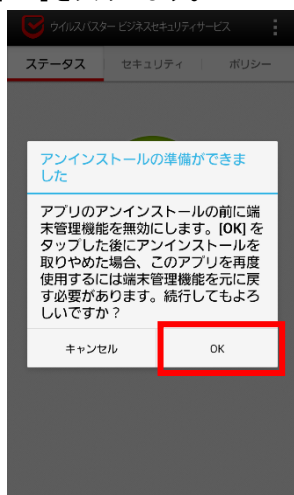 ウイルスバスター ビジネスセキュリティサービス
ステータス セキュリティ ポリシー
アンインストールの準備ができま
した
アプリのアンインストールの前に端
末管理機能を無効にします。[OK] を
タップした後にアンインストールを
取りやめた場合、このアプリを再度
使用するには端末管理機能を元に戻
す必要があります。続行してもよろ
しいですか？
キャンセル OK